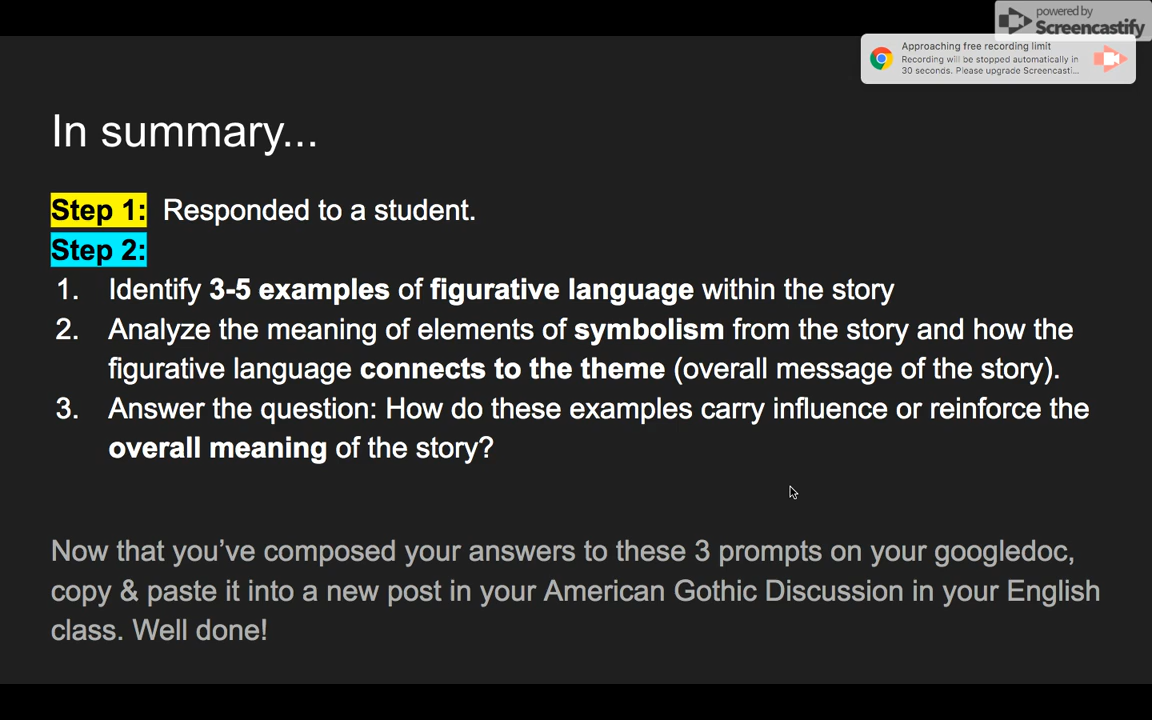 powered by
Screencastify
Approaching free recording limit
Recording will be stopped automatically in
30 seconds. Please upgrade Screencasti...
In summary...
Step 1: Responded to a student.
Step 2:
1. Identify 3-5 examples of figurative language within the story
2. Analyze the meaning of elements of symbolism from the story and how the
figurative language connects to the theme (overall message of the story).
3. Answer the question: How do these examples carry influence or reinforce the
overall meaning of the story?
Now that you've composed your answers to these 3 prompts on your googledoc,
copy & paste it into a new post in your American Gothic Discussion in your English
class. Well done!